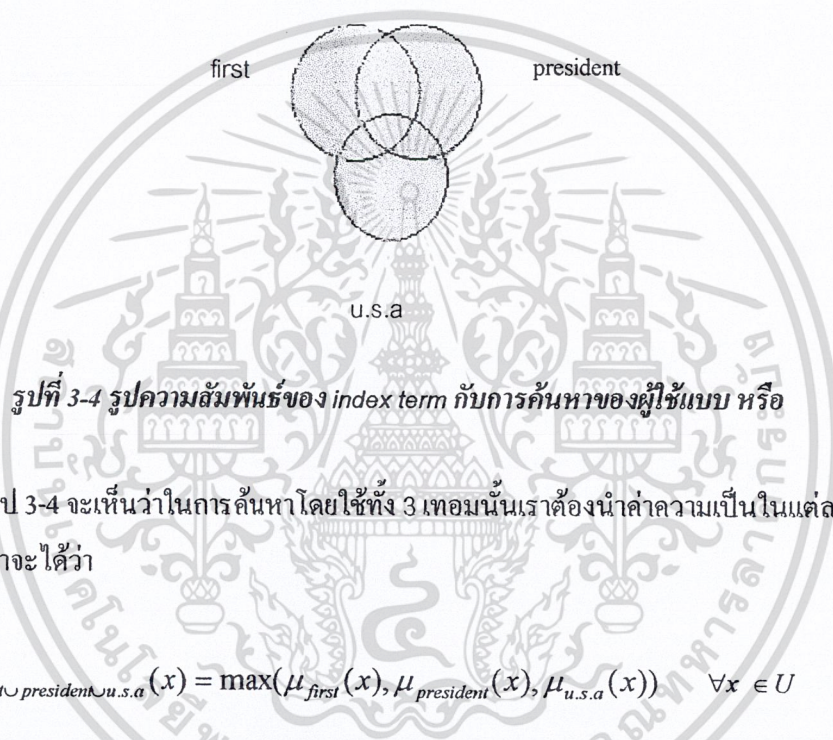 first president
u.s.a
รูปที่ 3-4 รูปความสัมพันธ์ของ index term กับการค้นหาของผู้ใช้แบบ หรือ
ป 3-4 จะเห็นว่าในการค้นหาโดยใช้ทั้ง 3 เทอมนั้นเราต้องนำค่าความเป็นในแต่ล
าจะได้ว่า
∪ president∪u.s.a (x) = max(μ first (x), μ president (x), μ u.s.a (x)) ∀x ∈ U